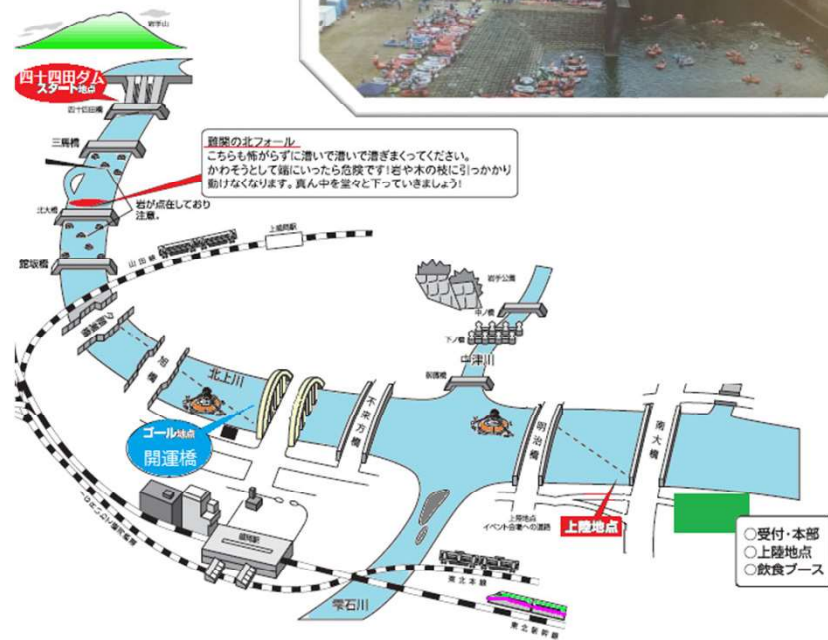 岩手山
四十四田ダム
スタート地点
四十四田橋
三馬橋
難関の北フォール
こちらも怖がらずに漕いで漕いで漕ぎまくってください。
かわそうとして端にいったら危険です!岩や木の枝に引っかかり
動けなくなります。真ん中を堂々と下っていきましょう!
北大橋
岩が点在しており
注意。
館坂橋
山田線
上盛岡駅
夕顔瀬橋
旭橋
北上川
ゴール地点
開運橋
不来方橋
岩手公園
中ノ橋
下ノ橋
中津川
御厩橋
明治橋
南大橋
上陸地点
イベント会場への道路
上陸地点
○受付・本部
○上陸地点
○飲食ブース
盛岡駅
東北本線
東北新幹線
雫石川